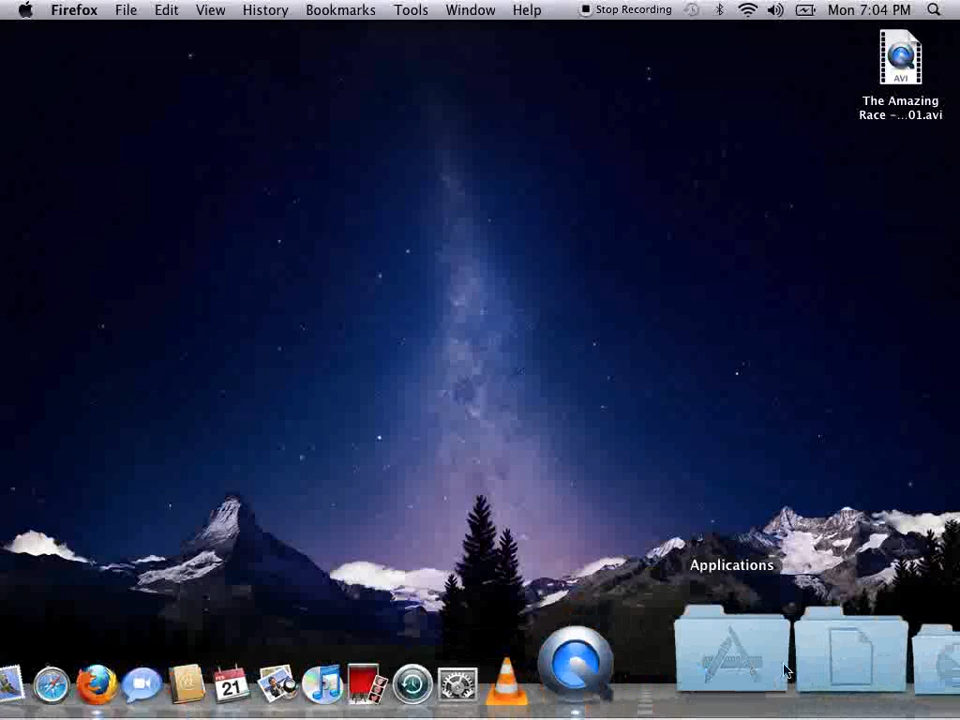 Firefox File Edit View History Bookmarks Tools Window Help Stop Recording Mon 7:04 PM
AVI
The Amazing
Race -...01.avi
Applications
21